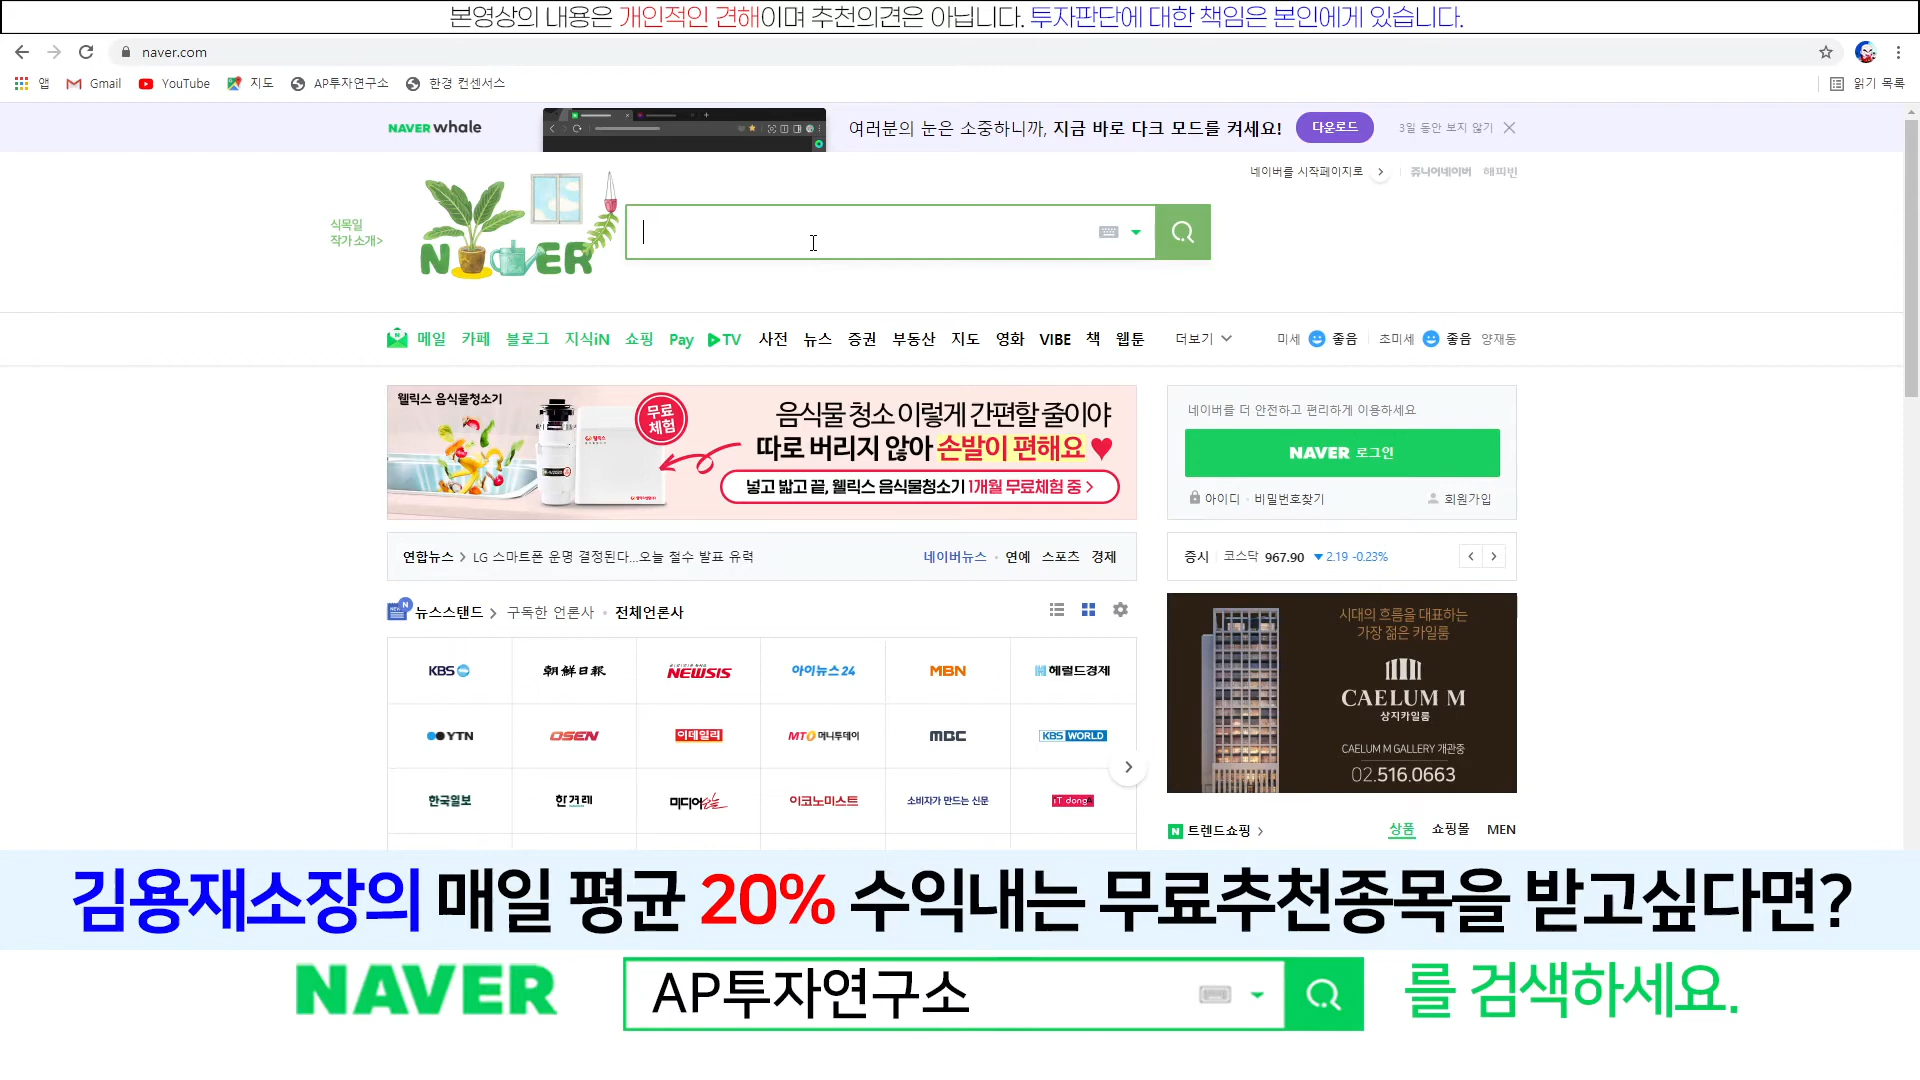 본영상의 내용은 개인적인 견해이며 추천의견은 아닙니다. 투자판단에 대한 책임은 본인에게 있습니다.
naver.com
앱 Gmail YouTube 지도 AP투자연구소 한경 컨센서스 읽기 목록
NAVER whale 여러분의 눈은 소중하니까, 지금 바로 다크 모드를 켜세요! 다운로드 3일 동안 보지 않기
네이버를 시작페이지로 쥬니어네이버 해피빈
식목일
작가 소개>
NAVER
메일 카페 블로그 지식iN 쇼핑 Pay TV 사전 뉴스 증권 부동산 지도 영화 VIBE 책 웹툰 더보기 미세 좋음 초미세 좋음 양재동
웰릭스 음식물청소기
무료
체험
음식물 청소 이렇게 간편할 줄이야
따로 버리지 않아 손발이 편해요
넣고 밟고 끝, 웰릭스 음식물청소기 1개월 무료체험 중 >
네이버를 더 안전하고 편리하게 이용하세요
NAVER 로그인
아이디 · 비밀번호찾기 회원가입
연합뉴스 > LG 스마트폰 운명 결정된다...오늘 철수 발표 유력 네이버뉴스 · 연예 스포츠 경제
증시 코스닥 967.90 ▼2.19 -0.23%
뉴스스탠드 > 구독한 언론사 · 전체언론사
KBS 朝鮮日報 NEWSIS 아이뉴스24 MBN 헤럴드경제
YTN OSEN 이데일리 MTO 머니투데이 MBC KBS WORLD
한국일보 한겨레 미디어오늘 이코노미스트 소비자가 만드는 신문 IT dongA
시대의 흐름을 대표하는
가장 젊은 카일룸
CAELUM M
상지카일룸
CAELUM M GALLERY 개관중
02.516.0663
N 트렌드쇼핑 > 상품 쇼핑몰 MEN
김용재소장의 매일 평균 20% 수익내는 무료추천종목을 받고싶다면?
NAVER AP투자연구소 를 검색하세요.